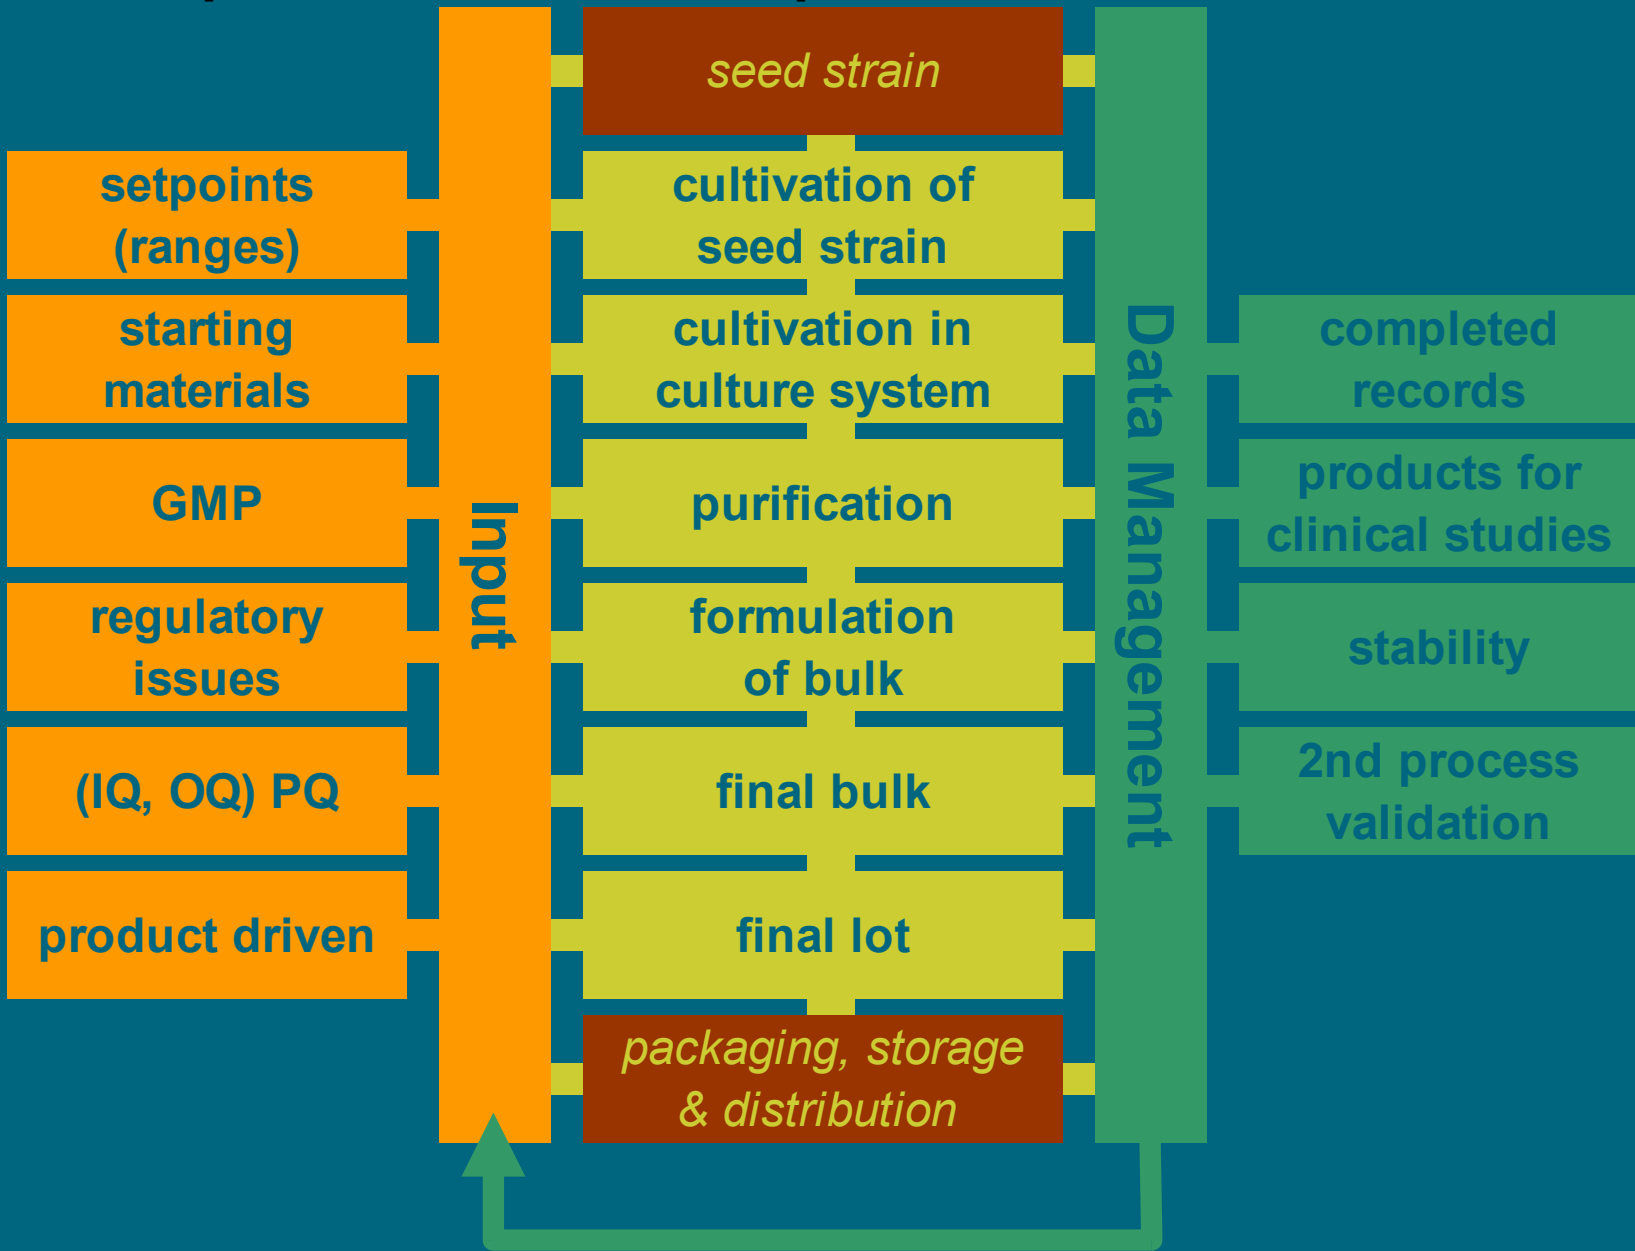 seed strain
setpoints
(ranges)
cultivation of
seed strain
starting
materials
cultivation in
culture system
completed
records
GMP
purification
products for
clinical studies
Input
Data Management
regulatory
issues
formulation
of bulk
stability
(IQ, OQ) PQ
final bulk
2nd process
validation
product driven
final lot
packaging, storage
& distribution